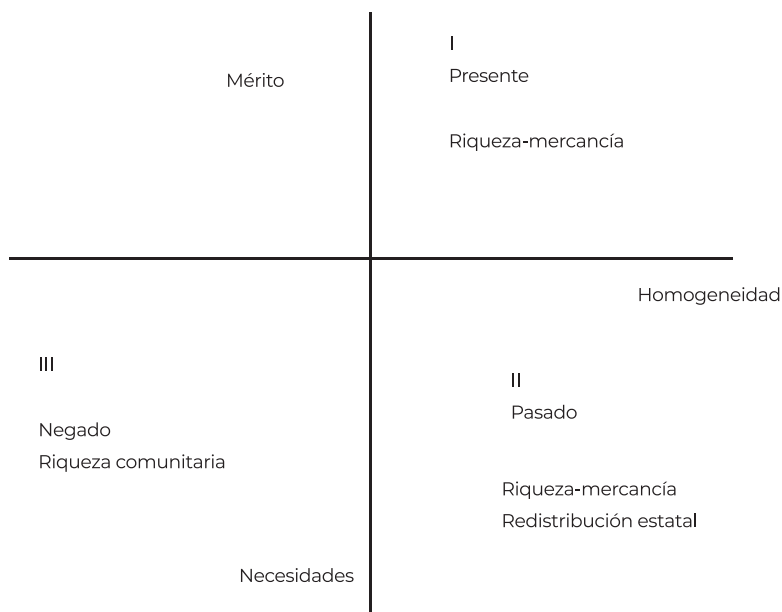 Mérito
I
Presente
Riqueza-mercancía
Homogeneidad
III
Negado
Riqueza comunitaria
II
Pasado
Riqueza-mercancía
Redistribución estatal
Necesidades